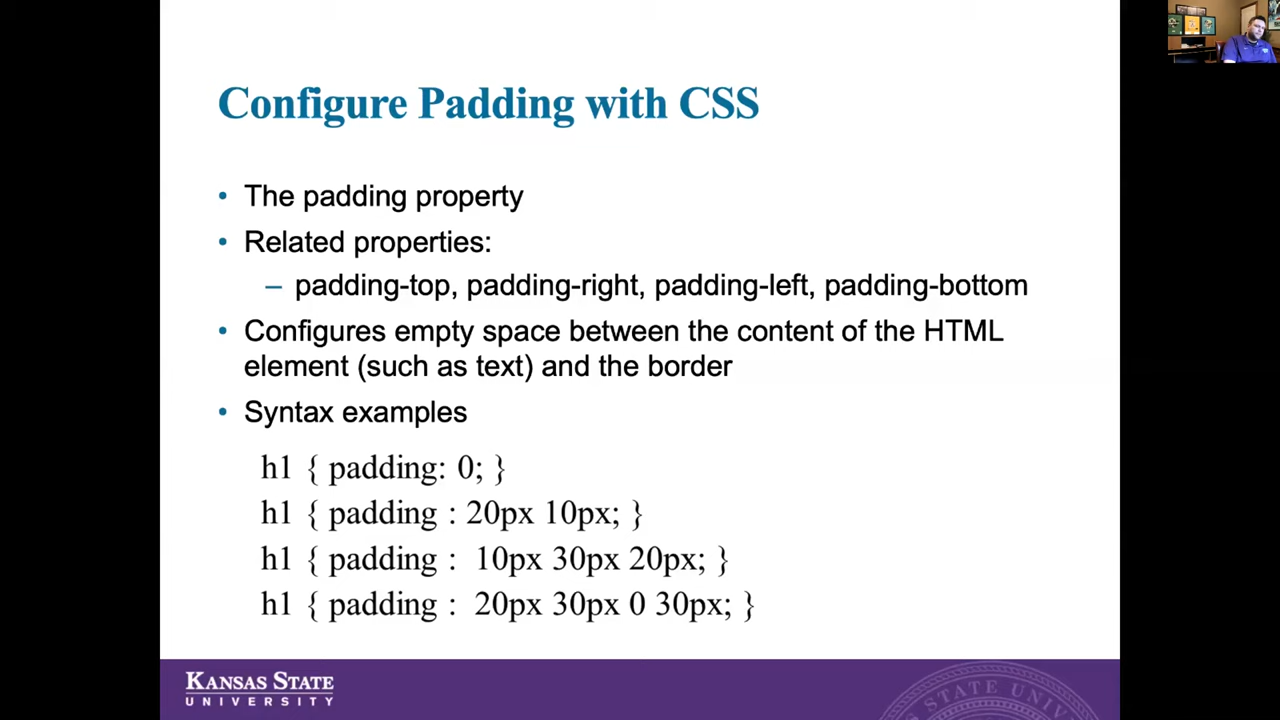 Configure Padding with CSS
• The padding property
• Related properties:
– padding-top, padding-right, padding-left, padding-bottom
• Configures empty space between the content of the HTML
element (such as text) and the border
• Syntax examples
h1 { padding: 0; }
h1 { padding : 20px 10px; }
h1 { padding :  10px 30px 20px; }
h1 { padding :  20px 30px 0 30px; }
KANSAS STATE
UNIVERSITY
STATE UNIV